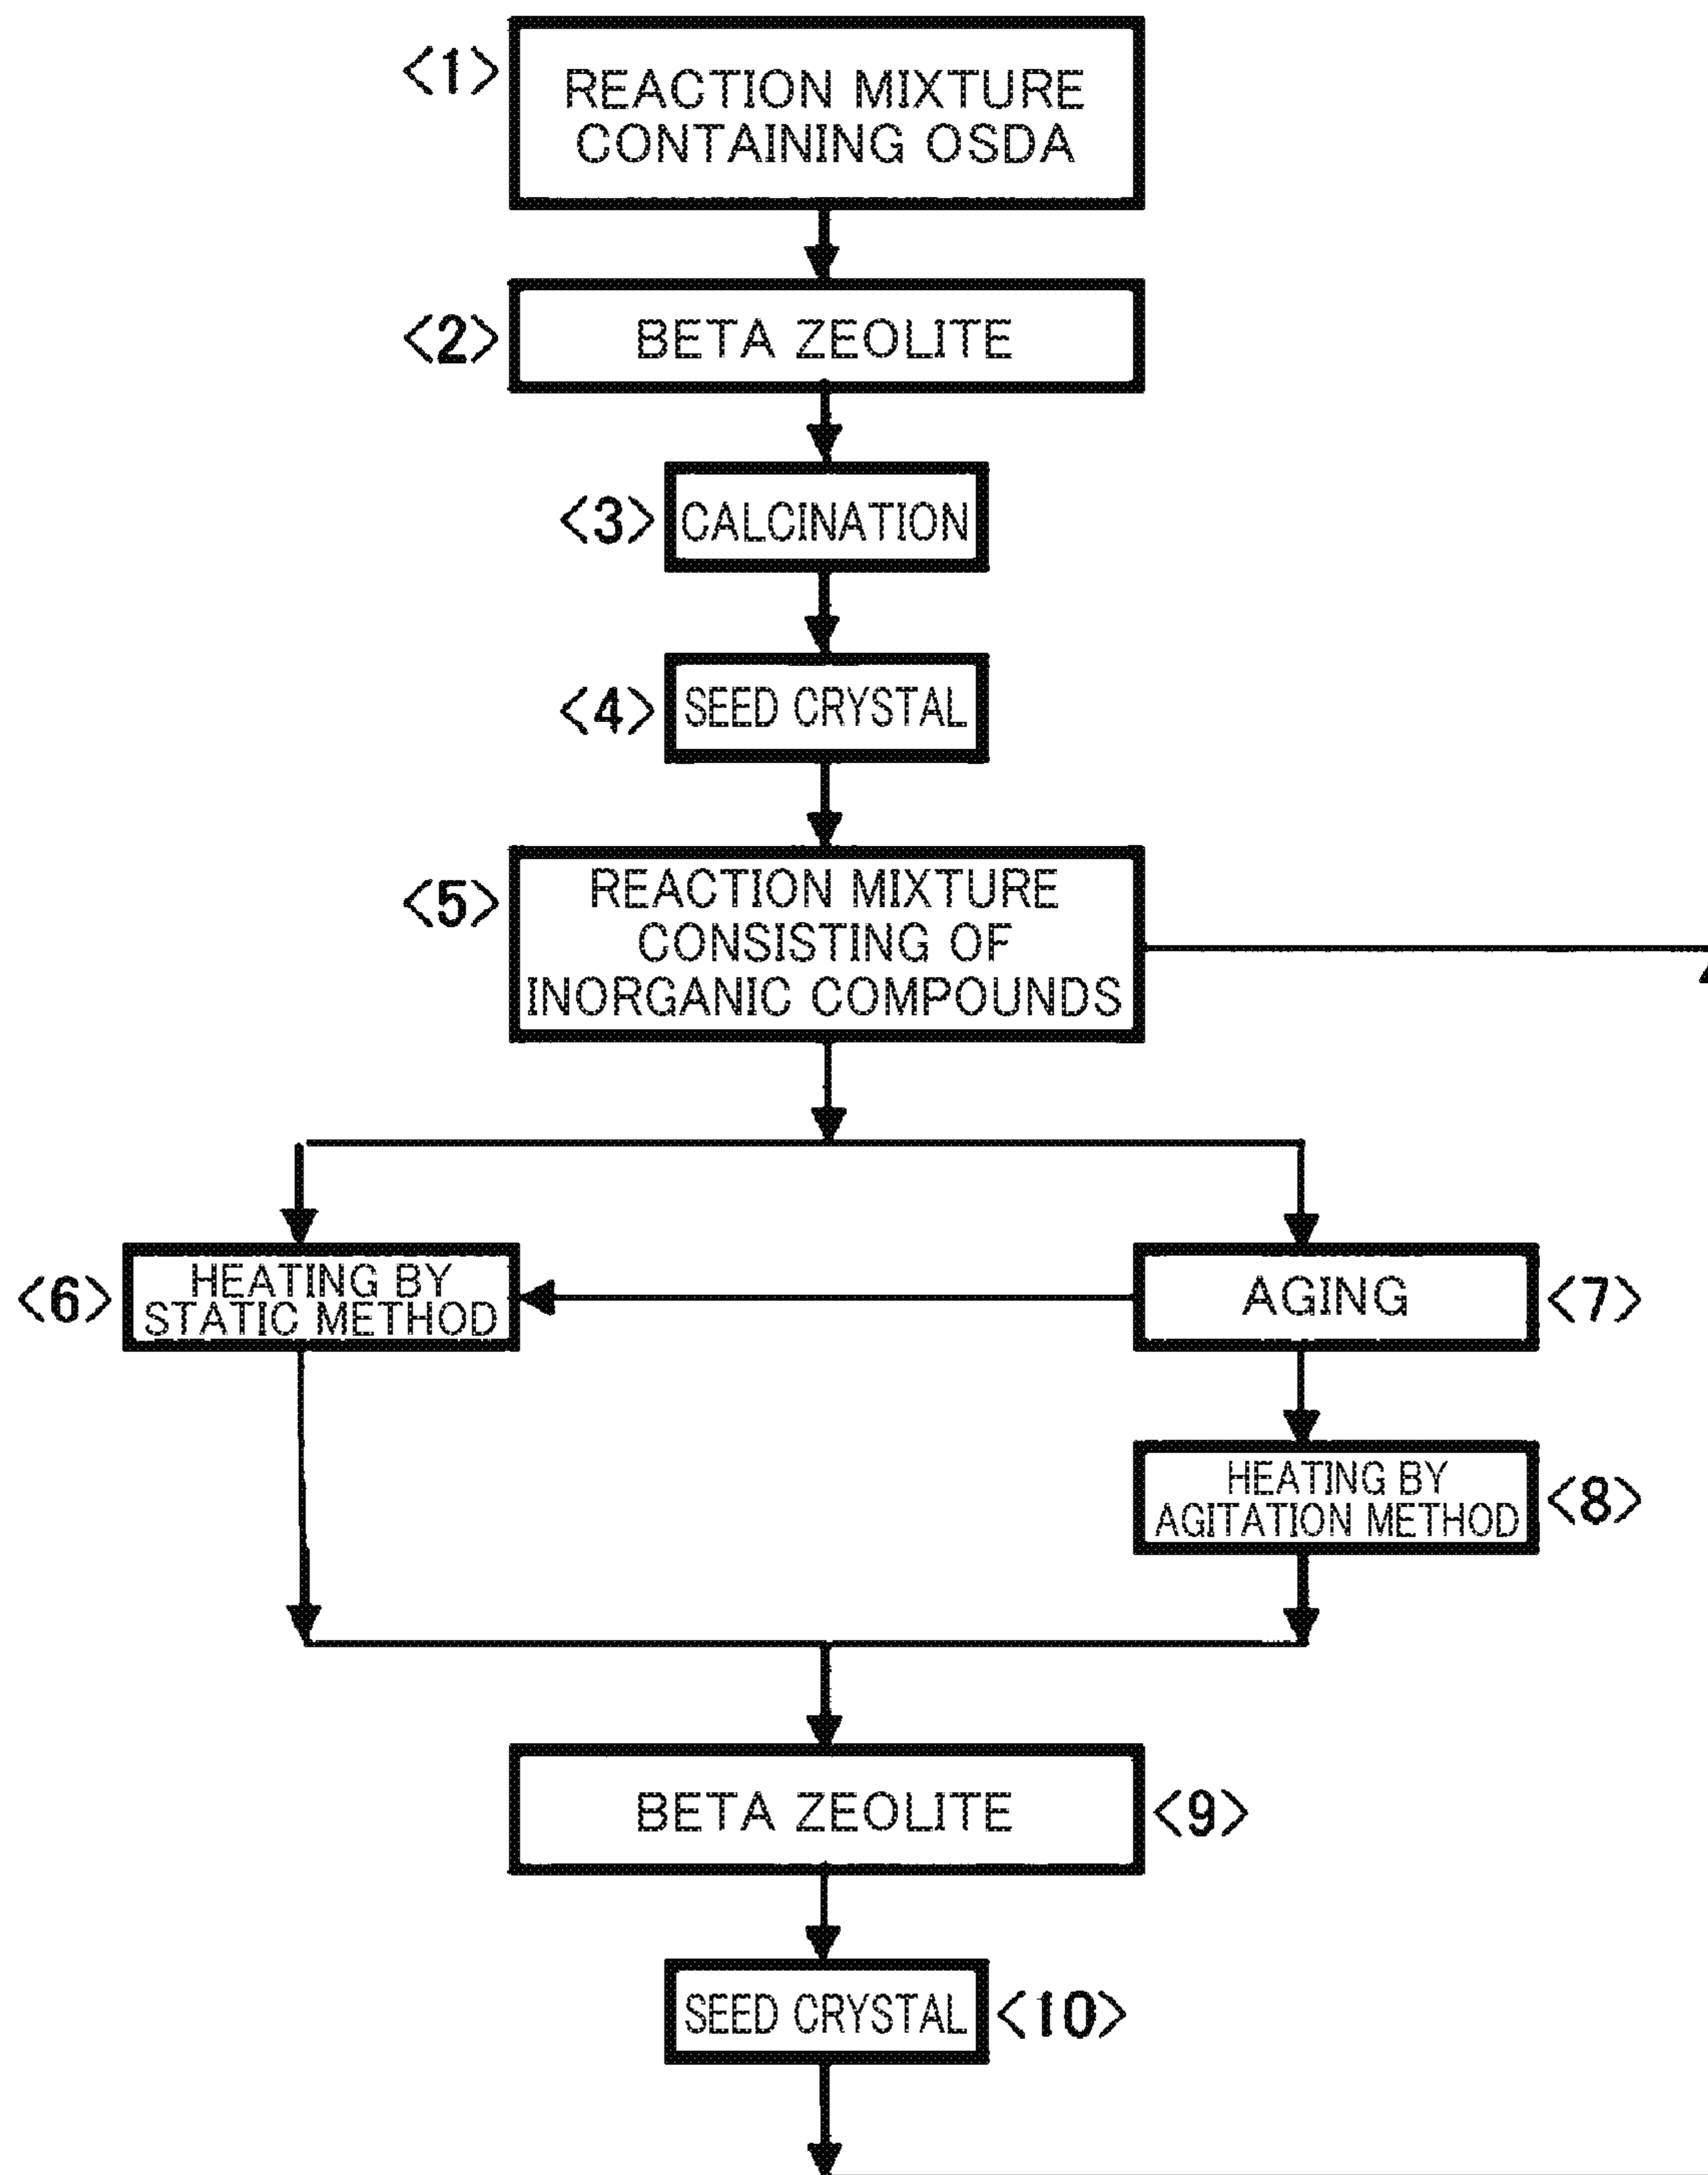 <1>
REACTION MIXTURE
CONTAINING OSDA
<2>
BETA ZEOLITE
<3>
CALCINATION
<4>
SEED CRYSTAL
<5>
REACTION MIXTURE
CONSISTING OF
INORGANIC COMPOUNDS
<6>
HEATING BY
STATIC METHOD
AGING
<7>
HEATING BY
AGITATION METHOD
<8>
BETA ZEOLITE
<9>
SEED CRYSTAL
<10>